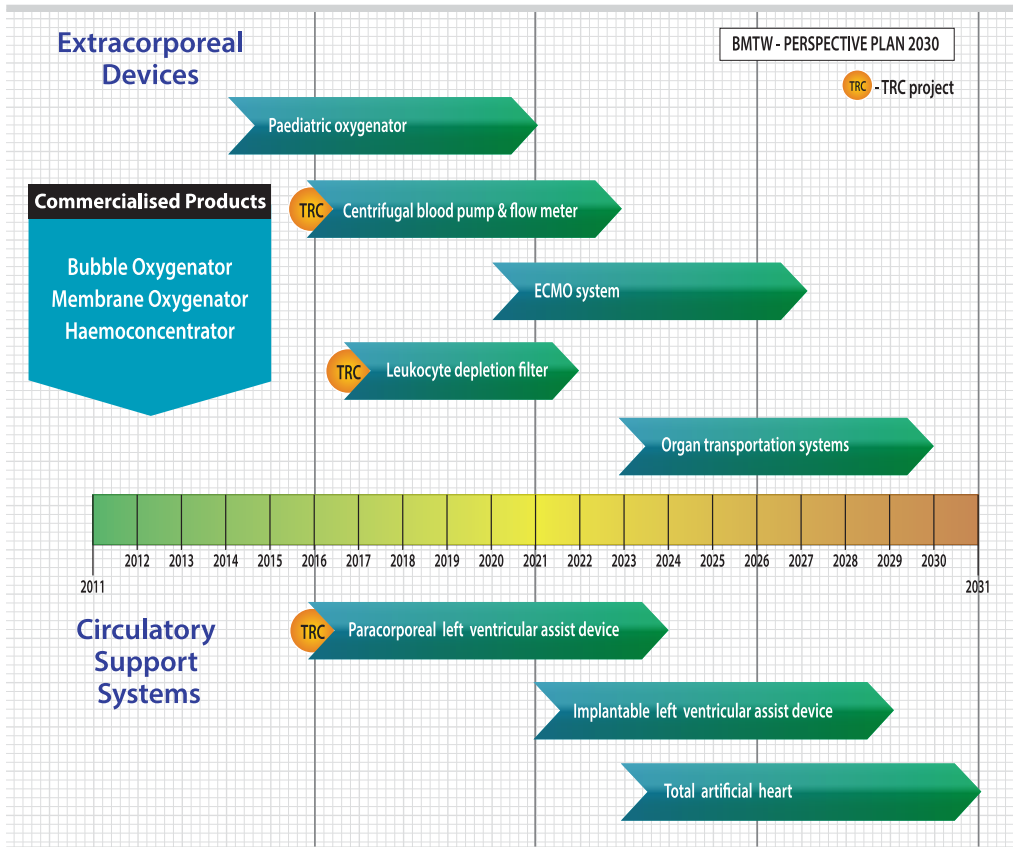 Extracorporeal
Devices
BMTW - PERSPECTIVE PLAN 2030
TRC - TRC project
Paediatric oxygenator
Commercialised Products
Bubble Oxygenator
Membrane Oxygenator
Haemoconcentrator
TRC Centrifugal blood pump & flow meter
ECMO system
TRC Leukocyte depletion filter
Organ transportation systems
2012 2013 2014 2015 2016 2017 2018 2019 2020 2021 2022 2023 2024 2025 2026 2027 2028 2029 2030
2011 2031
Circulatory
Support
Systems
TRC Paracorporeal left ventricular assist device
Implantable left ventricular assist device
Total artificial heart